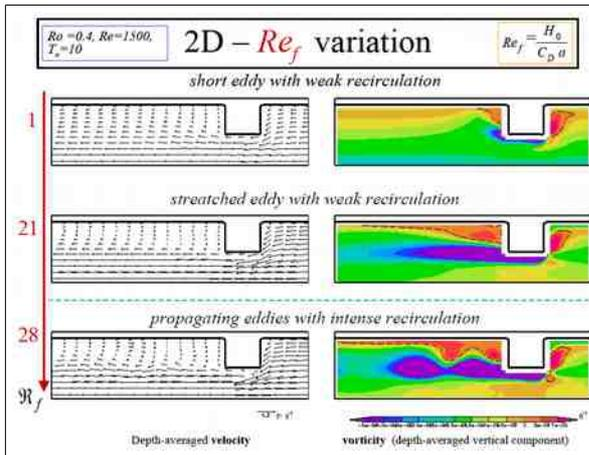 Ro=0.4, Re=1500,
T*=10
2D – Re_f variation
Re_f = H_0 / C_D a
short eddy with weak recirculation
1
streatched eddy with weak recirculation
21
propagating eddies with intense recirculation
28
ℜ_f
Depth-averaged velocity
vorticity (depth-averaged vertical component)